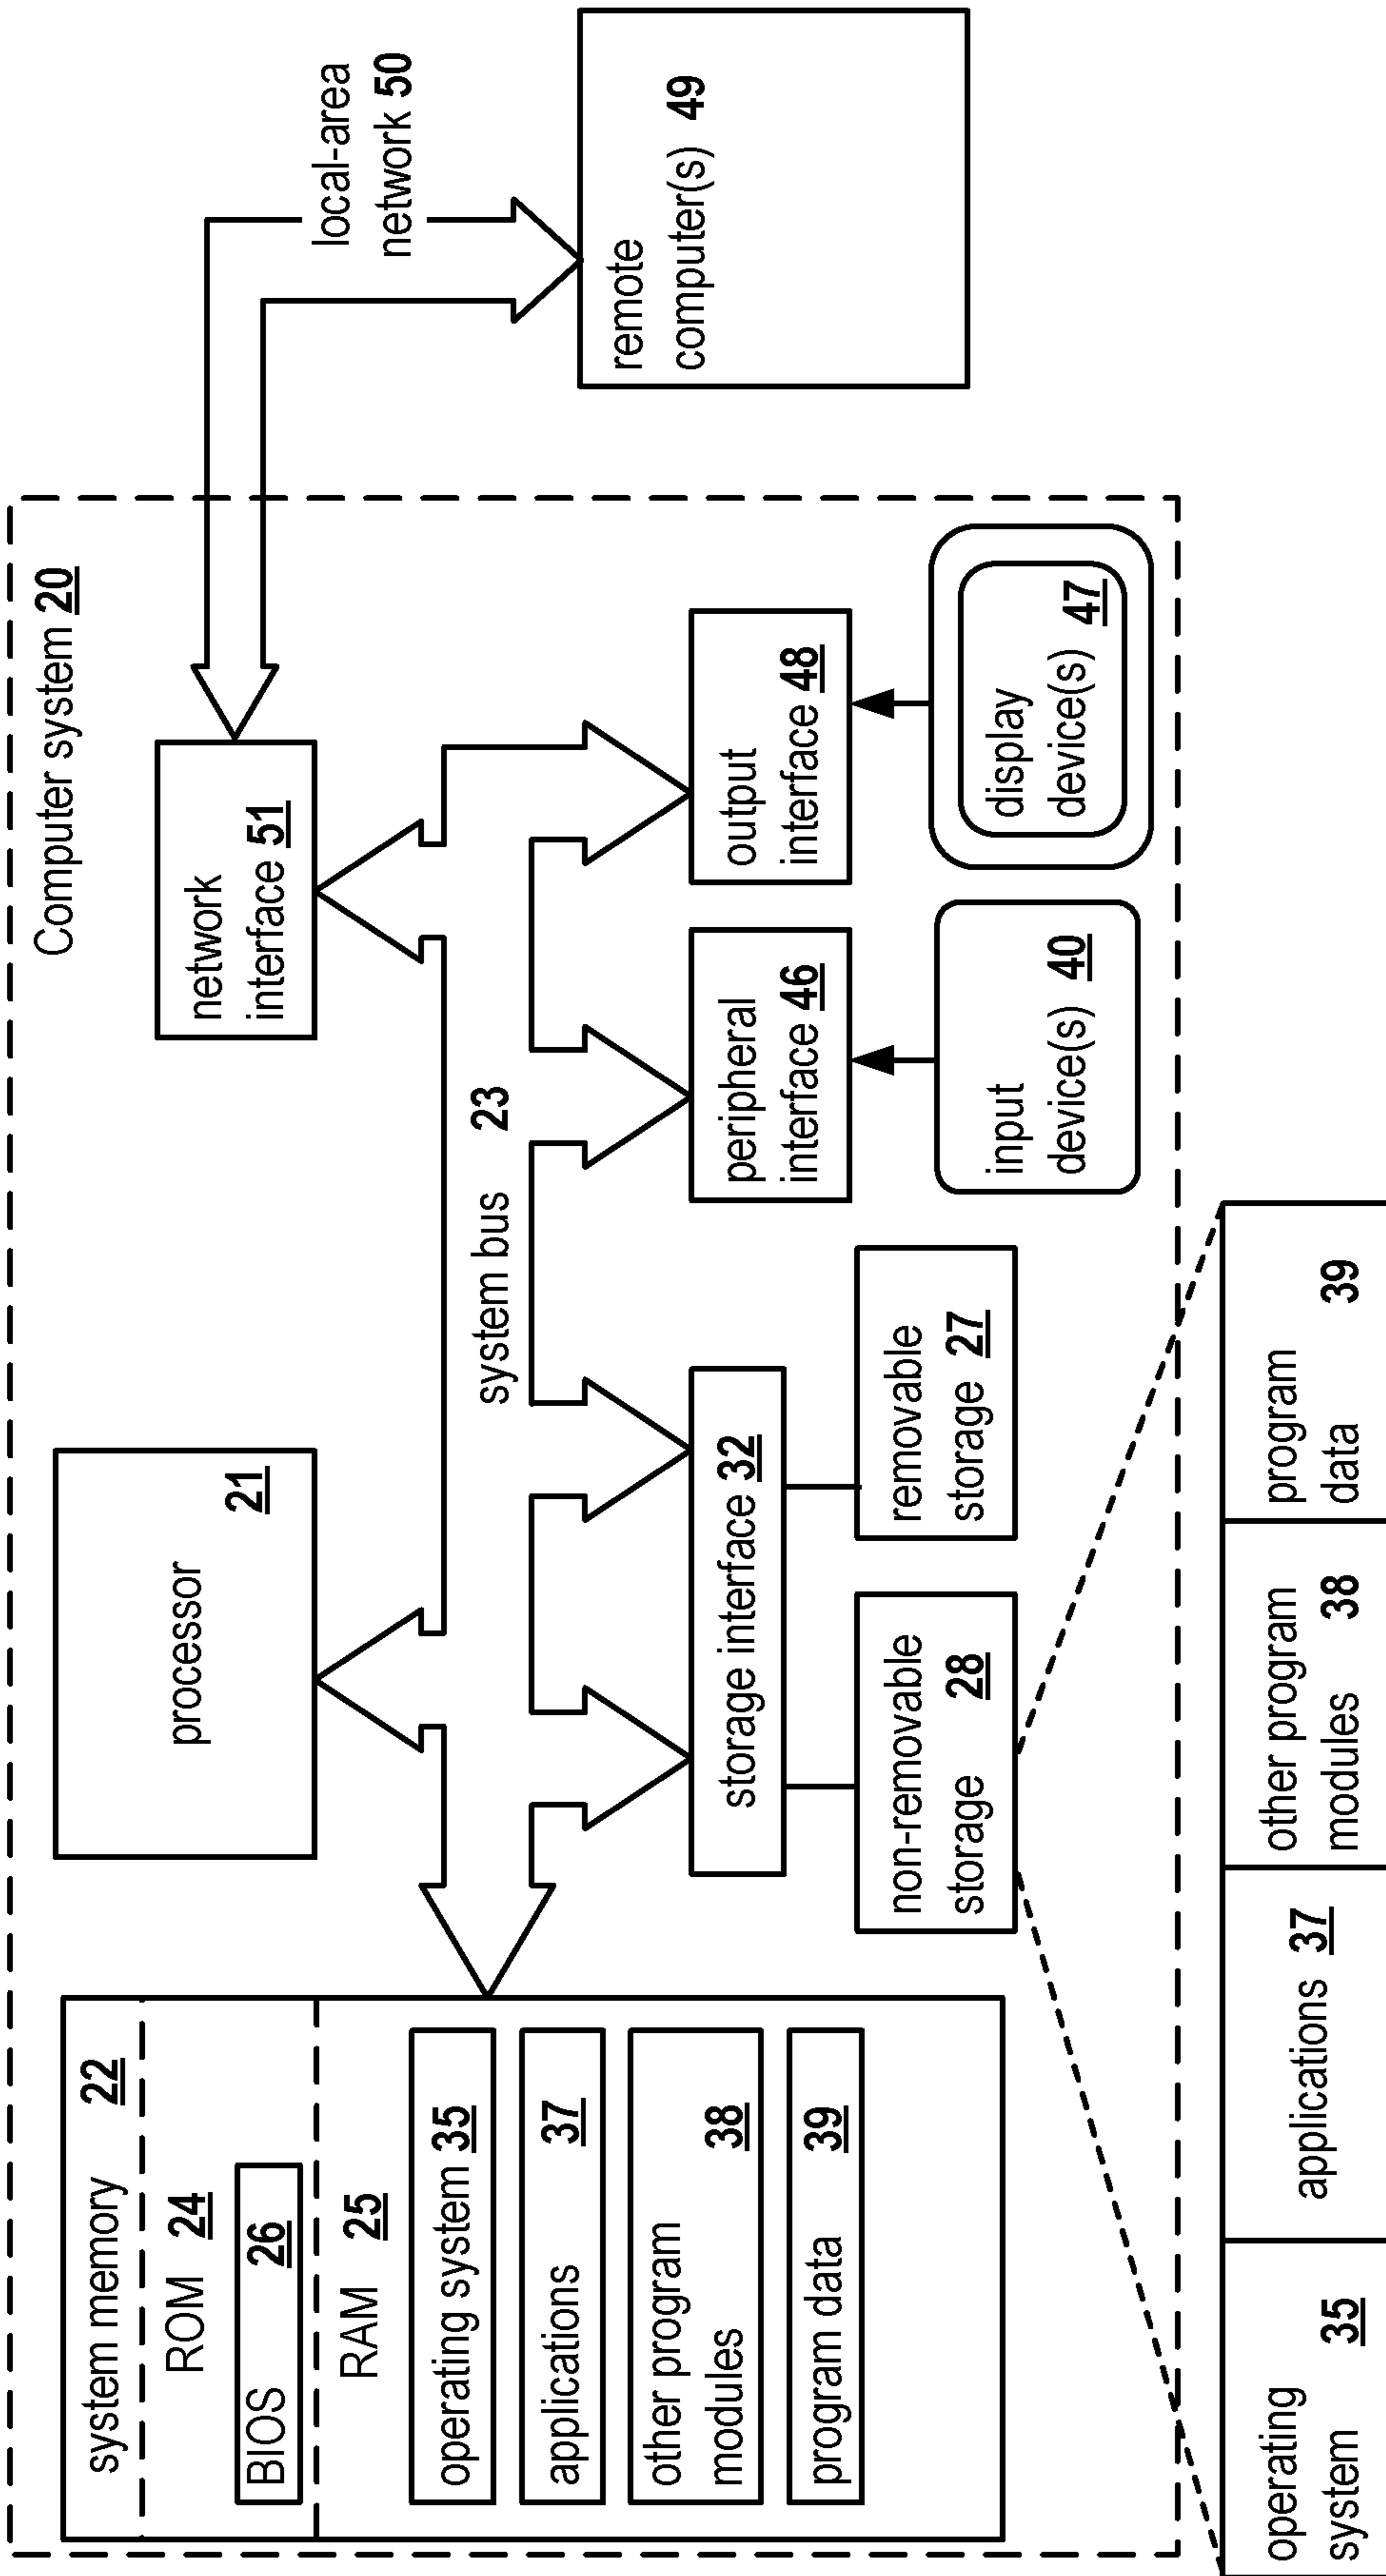 Computer system 20
system memory 22
ROM 24
BIOS 26
RAM 25
operating system 35
applications 37
other program
modules 38
program data 39
processor 21
network
interface 51
local-area
network 50
system bus 23
storage interface 32
peripheral
interface 46
output
interface 48
remote
computer(s) 49
non-removable
storage 28
removable
storage 27
input
device(s) 40
display
device(s) 47
operating
system 35
applications 37
other program
modules 38
program
data 39